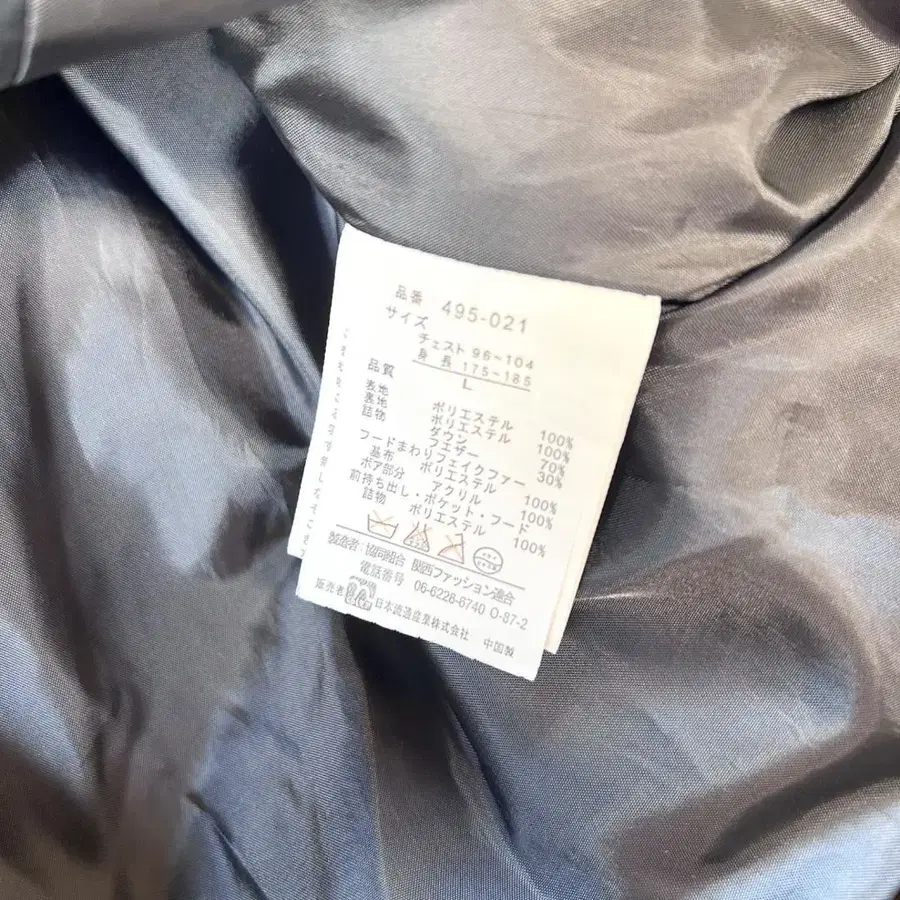 品番 495-021
サイズ
チェスト 96~104
身長 175~185
L
品質
表地 ポリエステル 100%
裏地 ポリエステル 100%
詰物 ダウン 70%
フエザー 30%
フードまわりフェイクファー
基布 ポリエステル 100%
ボア部分 アクリル 100%
前持ち出し・ポケット・フード
詰物 ポリエステル 100%
製造者:協同組合 関西ファッション連合
電話番号 06-6228-6740 O-87-2
販売者 日本流通産業株式会社 中国製